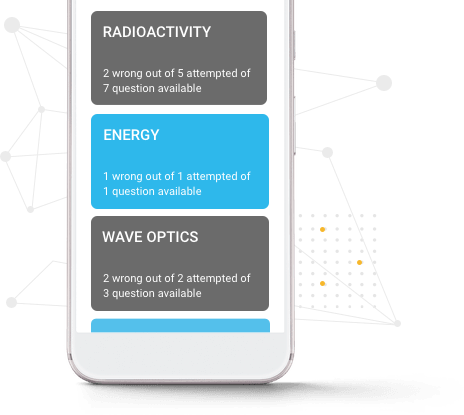 RADIOACTIVITY
2 wrong out of 5 attempted of
7 question available
ENERGY
1 wrong out of 1 attempted of
1 question available
WAVE OPTICS
2 wrong out of 2 attempted of
3 question available